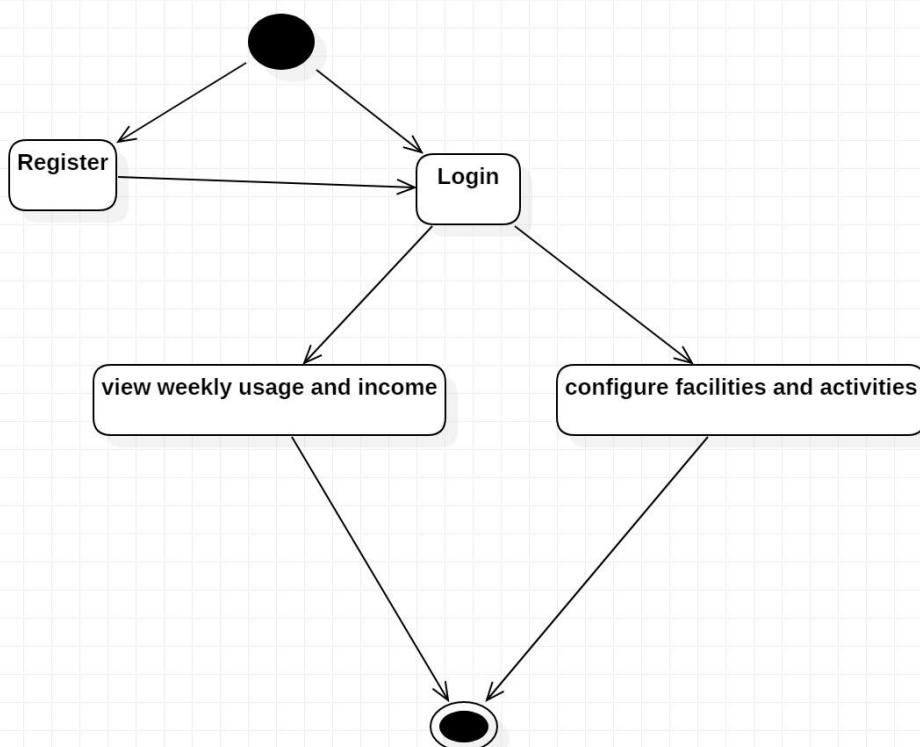 Register
Login
view weekly usage and income
configure facilities and activities